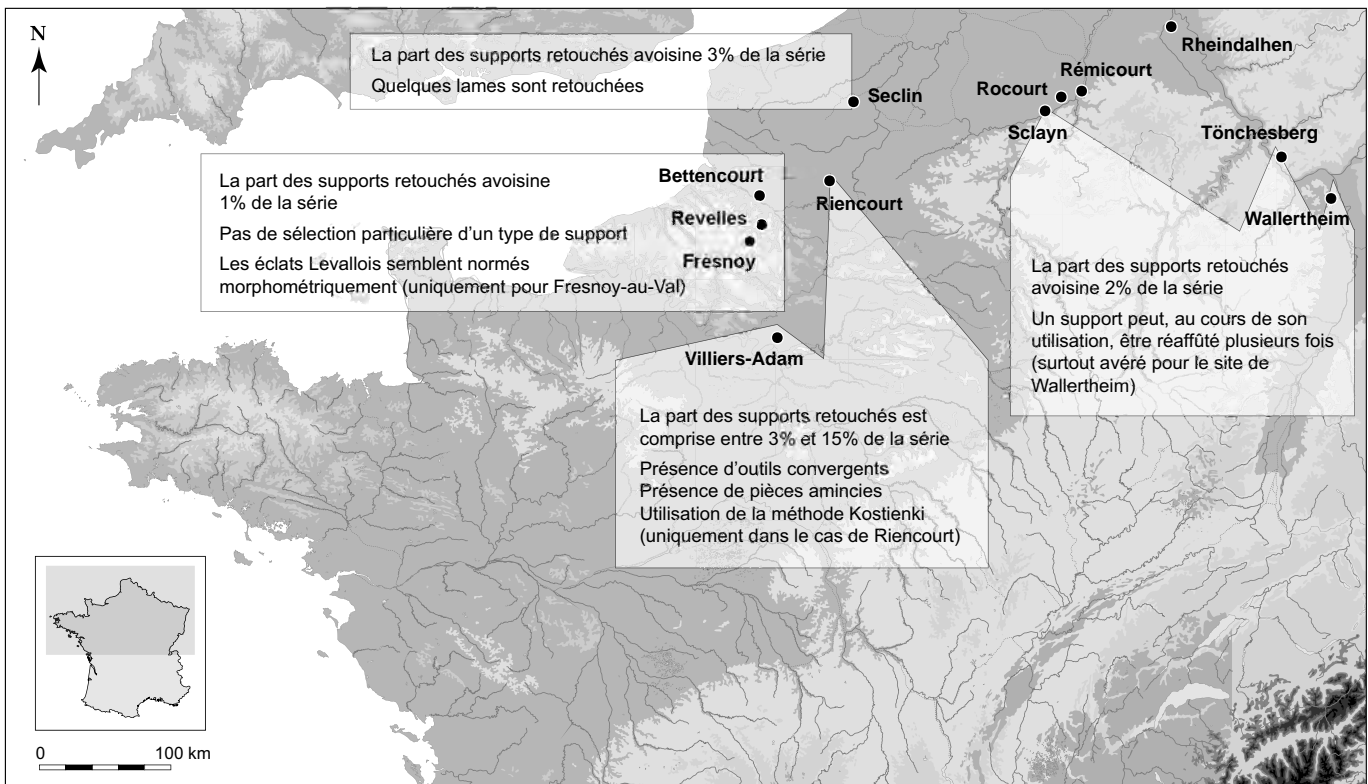 N
La part des supports retouchés avoisine 3% de la série
Quelques lames sont retouchées
Seclin
Rheindalhen
Rémicourt
Rocourt
Sclayn
Tönchesberg
Wallertheim
La part des supports retouchés avoisine
1% de la série
Pas de sélection particulière d'un type de support
Les éclats Levallois semblent normés
morphométriquement (uniquement pour Fresnoy-au-Val)
Bettencourt
Revelles
Fresnoy
Riencourt
Villiers-Adam
La part des supports retouchés
avoisine 2% de la série
Un support peut, au cours de son
utilisation, être réaffûté plusieurs fois
(surtout avéré pour le site de
Wallertheim)
La part des supports retouchés est
comprise entre 3% et 15% de la série
Présence d'outils convergents
Présence de pièces amincies
Utilisation de la méthode Kostienki
(uniquement dans le cas de Riencourt)
0 100 km